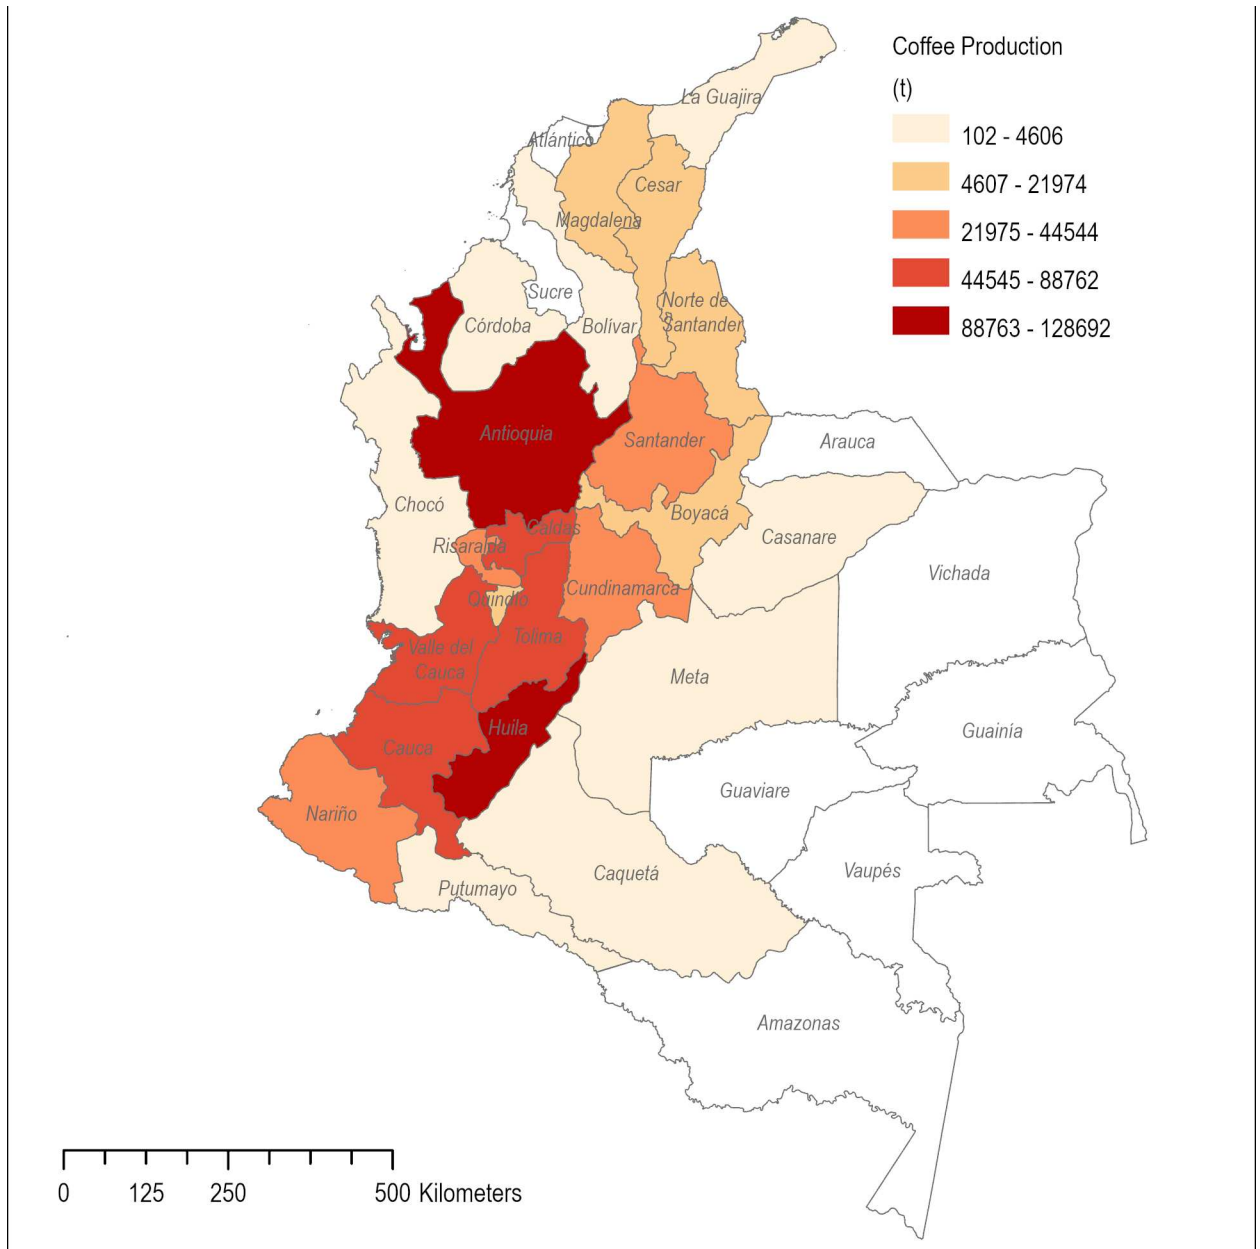 Coffee Production
(t)
102 - 4606
4607 - 21974
21975 - 44544
44545 - 88762
88763 - 128692
La Guajira
Atlántico
Cesar
Magdalena
Sucre
Norte de
Santander
Córdoba
Bolívar
Antioquia
Santander
Arauca
Chocó
Boyacá
Caldas
Casanare
Risaralda
Vichada
Cundinamarca
Quindío
Tolima
Valle del
Cauca
Meta
Huila
Guainía
Cauca
Guaviare
Nariño
Caquetá
Vaupés
Putumayo
Amazonas
0 125 250 500 Kilometers